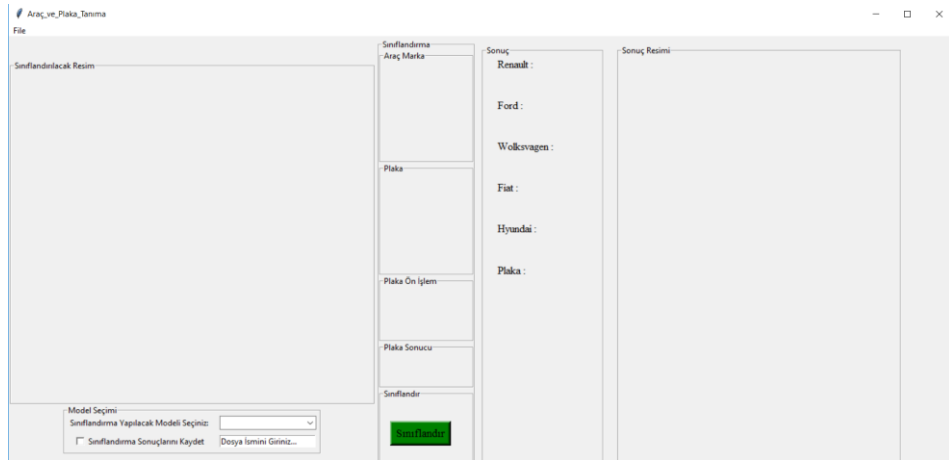 Araç_ve_Plaka_Tanıma
File
Sınıflandırılacak Resim
Sınıflandırma
Araç Marka
Plaka
Plaka Ön İşlem
Plaka Sonucu
Sınıflandır
Sınıflandır
Sonuç
Renault :
Ford :
Wolksvagen :
Fiat :
Hyundai :
Plaka :
Sonuç Resimi
Model Seçimi
Sınıflandırma Yapılacak Modeli Seçiniz:
Sınıflandırma Sonuçlarını Kaydet
Dosya İsmini Giriniz...